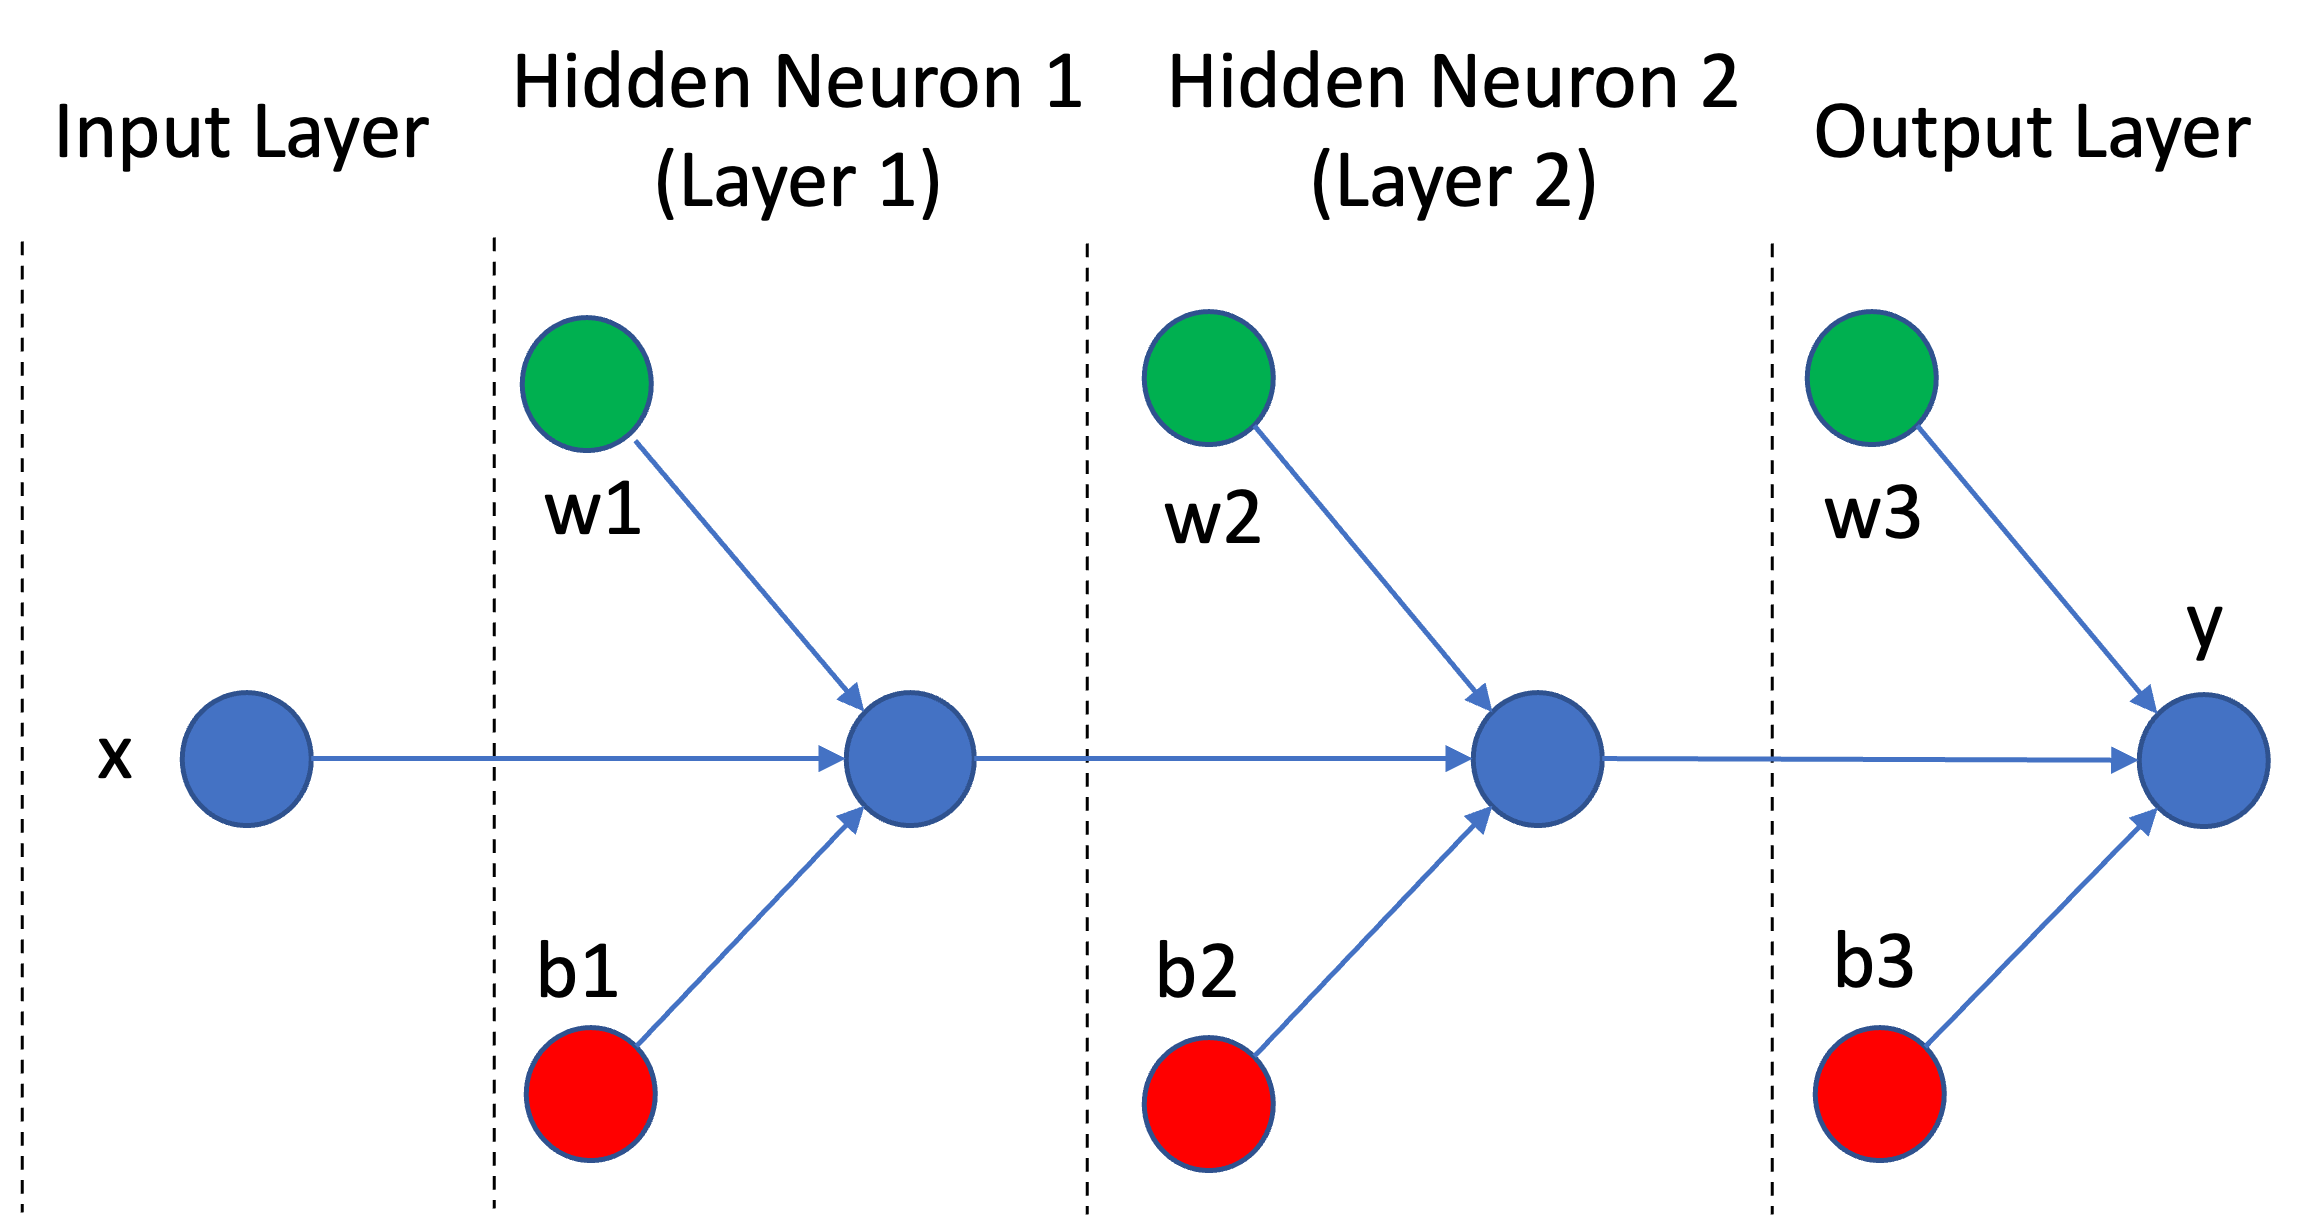 Input Layer
Hidden Neuron 1
(Layer 1)
Hidden Neuron 2
(Layer 2)
Output Layer
w1
w2
w3
y
x
b1
b2
b3